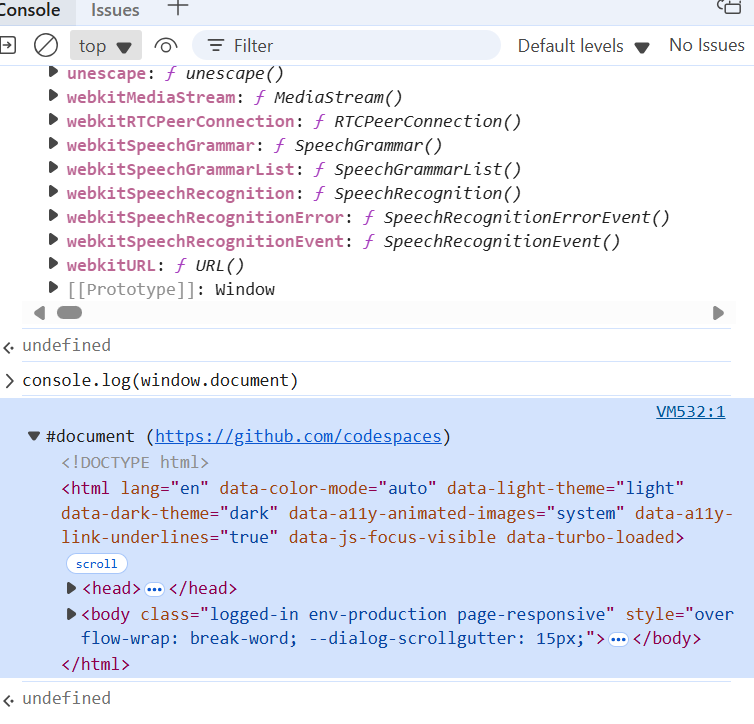 Console Issues
top Filter Default levels No Issues
unescape: ƒ unescape()
webkitMediaStream: ƒ MediaStream()
webkitRTCPeerConnection: ƒ RTCPeerConnection()
webkitSpeechGrammar: ƒ SpeechGrammar()
webkitSpeechGrammarList: ƒ SpeechGrammarList()
webkitSpeechRecognition: ƒ SpeechRecognition()
webkitSpeechRecognitionError: ƒ SpeechRecognitionErrorEvent()
webkitSpeechRecognitionEvent: ƒ SpeechRecognitionEvent()
webkitURL: ƒ URL()
[[Prototype]]: Window
undefined
console.log(window.document)
VM532:1
#document (https://github.com/codespaces)
<!DOCTYPE html>
<html lang="en" data-color-mode="auto" data-light-theme="light"
data-dark-theme="dark" data-a11y-animated-images="system" data-a11y-
link-underlines="true" data-js-focus-visible data-turbo-loaded>
scroll
<head>…</head>
<body class="logged-in env-production page-responsive" style="over
flow-wrap: break-word; --dialog-scrollgutter: 15px;">…</body>
</html>
undefined